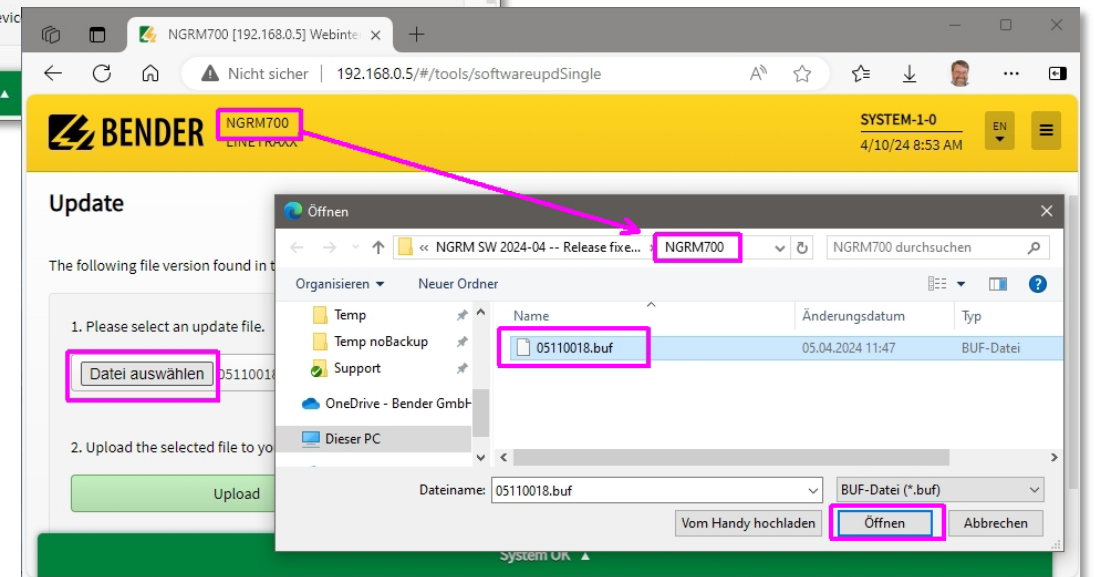 evic
NGRM700 [192.168.0.5] Webinte
Nicht sicher | 192.168.0.5/#/tools/softwareupdSingle
BENDER
NGRM700
LINETRAXX
SYSTEM-1-0
4/10/24 8:53 AM
EN
Update
The following file version found in t
1. Please select an update file.
Datei auswählen 05110018
2. Upload the selected file to yo
Upload
Öffnen
« NGRM SW 2024-04 -- Release fixe... › NGRM700
NGRM700 durchsuchen
Organisieren Neuer Ordner
Temp
Temp noBackup
Support
OneDrive - Bender GmbH
Dieser PC
Name Änderungsdatum Typ
05110018.buf 05.04.2024 11:47 BUF-Datei
Dateiname: 05110018.buf BUF-Datei (*.buf)
Vom Handy hochladen Öffnen Abbrechen
System OK